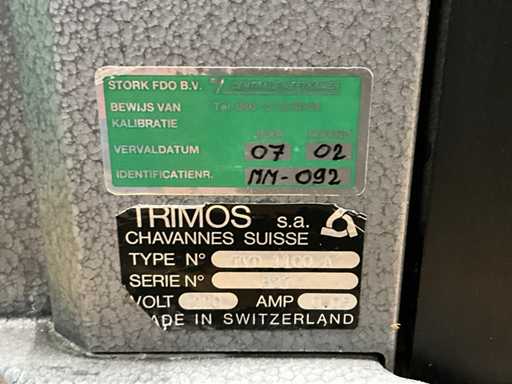 STORK FDO B.V.
BEWIJS VAN
KALIBRATIE
VERVALDATUM 07 02
IDENTIFICATIENR. MM-092
TRIMOS s.a.
CHAVANNES SUISSE
TYPE N°
SERIE N°
VOLT AMP
MADE IN SWITZERLAND